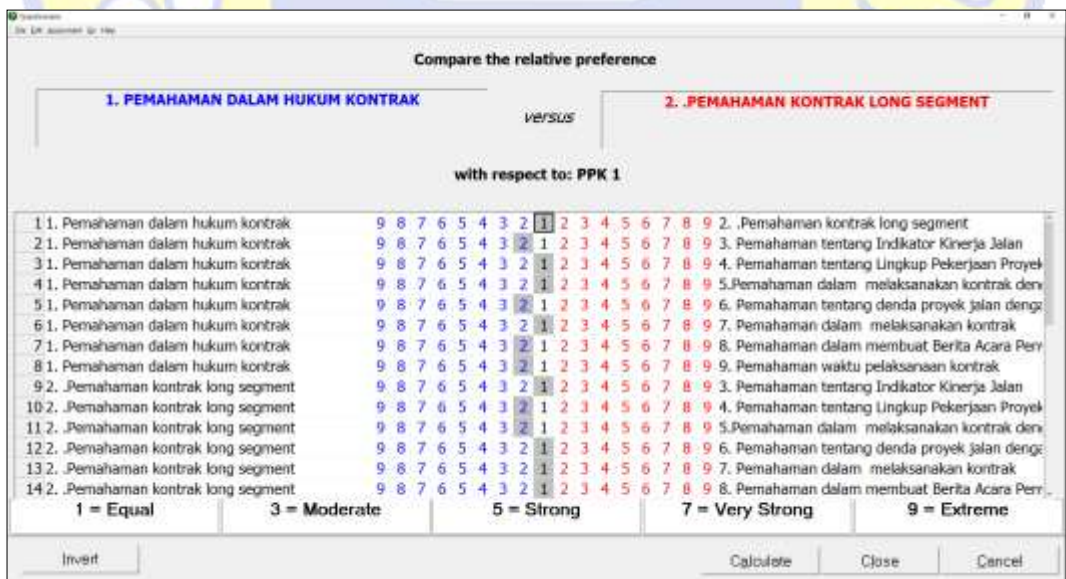 Compare the relative preference
1. PEMAHAMAN DALAM HUKUM KONTRAK
versus
2. .PEMAHAMAN KONTRAK LONG SEGMENT
with respect to: PPK 1
1 1. Pemahaman dalam hukum kontrak 9 8 7 6 5 4 3 2 1 2 3 4 5 6 7 8 9 2. .Pemahaman kontrak long segment
2 1. Pemahaman dalam hukum kontrak 9 8 7 6 5 4 3 2 1 2 3 4 5 6 7 8 9 3. Pemahaman tentang Indikator Kinerja Jalan
3 1. Pemahaman dalam hukum kontrak 9 8 7 6 5 4 3 2 1 2 3 4 5 6 7 8 9 4. Pemahaman tentang Lingkup Pekerjaan Proyek
4 1. Pemahaman dalam hukum kontrak 9 8 7 6 5 4 3 2 1 2 3 4 5 6 7 8 9 5.Pemahaman dalam melaksanakan kontrak den
5 1. Pemahaman dalam hukum kontrak 9 8 7 6 5 4 3 2 1 2 3 4 5 6 7 8 9 6. Pemahaman tentang denda proyek jalan denga
6 1. Pemahaman dalam hukum kontrak 9 8 7 6 5 4 3 2 1 2 3 4 5 6 7 8 9 7. Pemahaman dalam melaksanakan kontrak
7 1. Pemahaman dalam hukum kontrak 9 8 7 6 5 4 3 2 1 2 3 4 5 6 7 8 9 8. Pemahaman dalam membuat Berita Acara Pem
8 1. Pemahaman dalam hukum kontrak 9 8 7 6 5 4 3 2 1 2 3 4 5 6 7 8 9 9. Pemahaman waktu pelaksanaan kontrak
9 2. .Pemahaman kontrak long segment 9 8 7 6 5 4 3 2 1 2 3 4 5 6 7 8 9 3. Pemahaman tentang Indikator Kinerja Jalan
10 2. .Pemahaman kontrak long segment 9 8 7 6 5 4 3 2 1 2 3 4 5 6 7 8 9 4. Pemahaman tentang Lingkup Pekerjaan Proyek
11 2. .Pemahaman kontrak long segment 9 8 7 6 5 4 3 2 1 2 3 4 5 6 7 8 9 5.Pemahaman dalam melaksanakan kontrak den
12 2. .Pemahaman kontrak long segment 9 8 7 6 5 4 3 2 1 2 3 4 5 6 7 8 9 6. Pemahaman tentang denda proyek jalan denga
13 2. .Pemahaman kontrak long segment 9 8 7 6 5 4 3 2 1 2 3 4 5 6 7 8 9 7. Pemahaman dalam melaksanakan kontrak
14 2. .Pemahaman kontrak long segment 9 8 7 6 5 4 3 2 1 2 3 4 5 6 7 8 9 8. Pemahaman dalam membuat Berita Acara Pem
1 = Equal 3 = Moderate 5 = Strong 7 = Very Strong 9 = Extreme
Invert Calculate Close Cancel